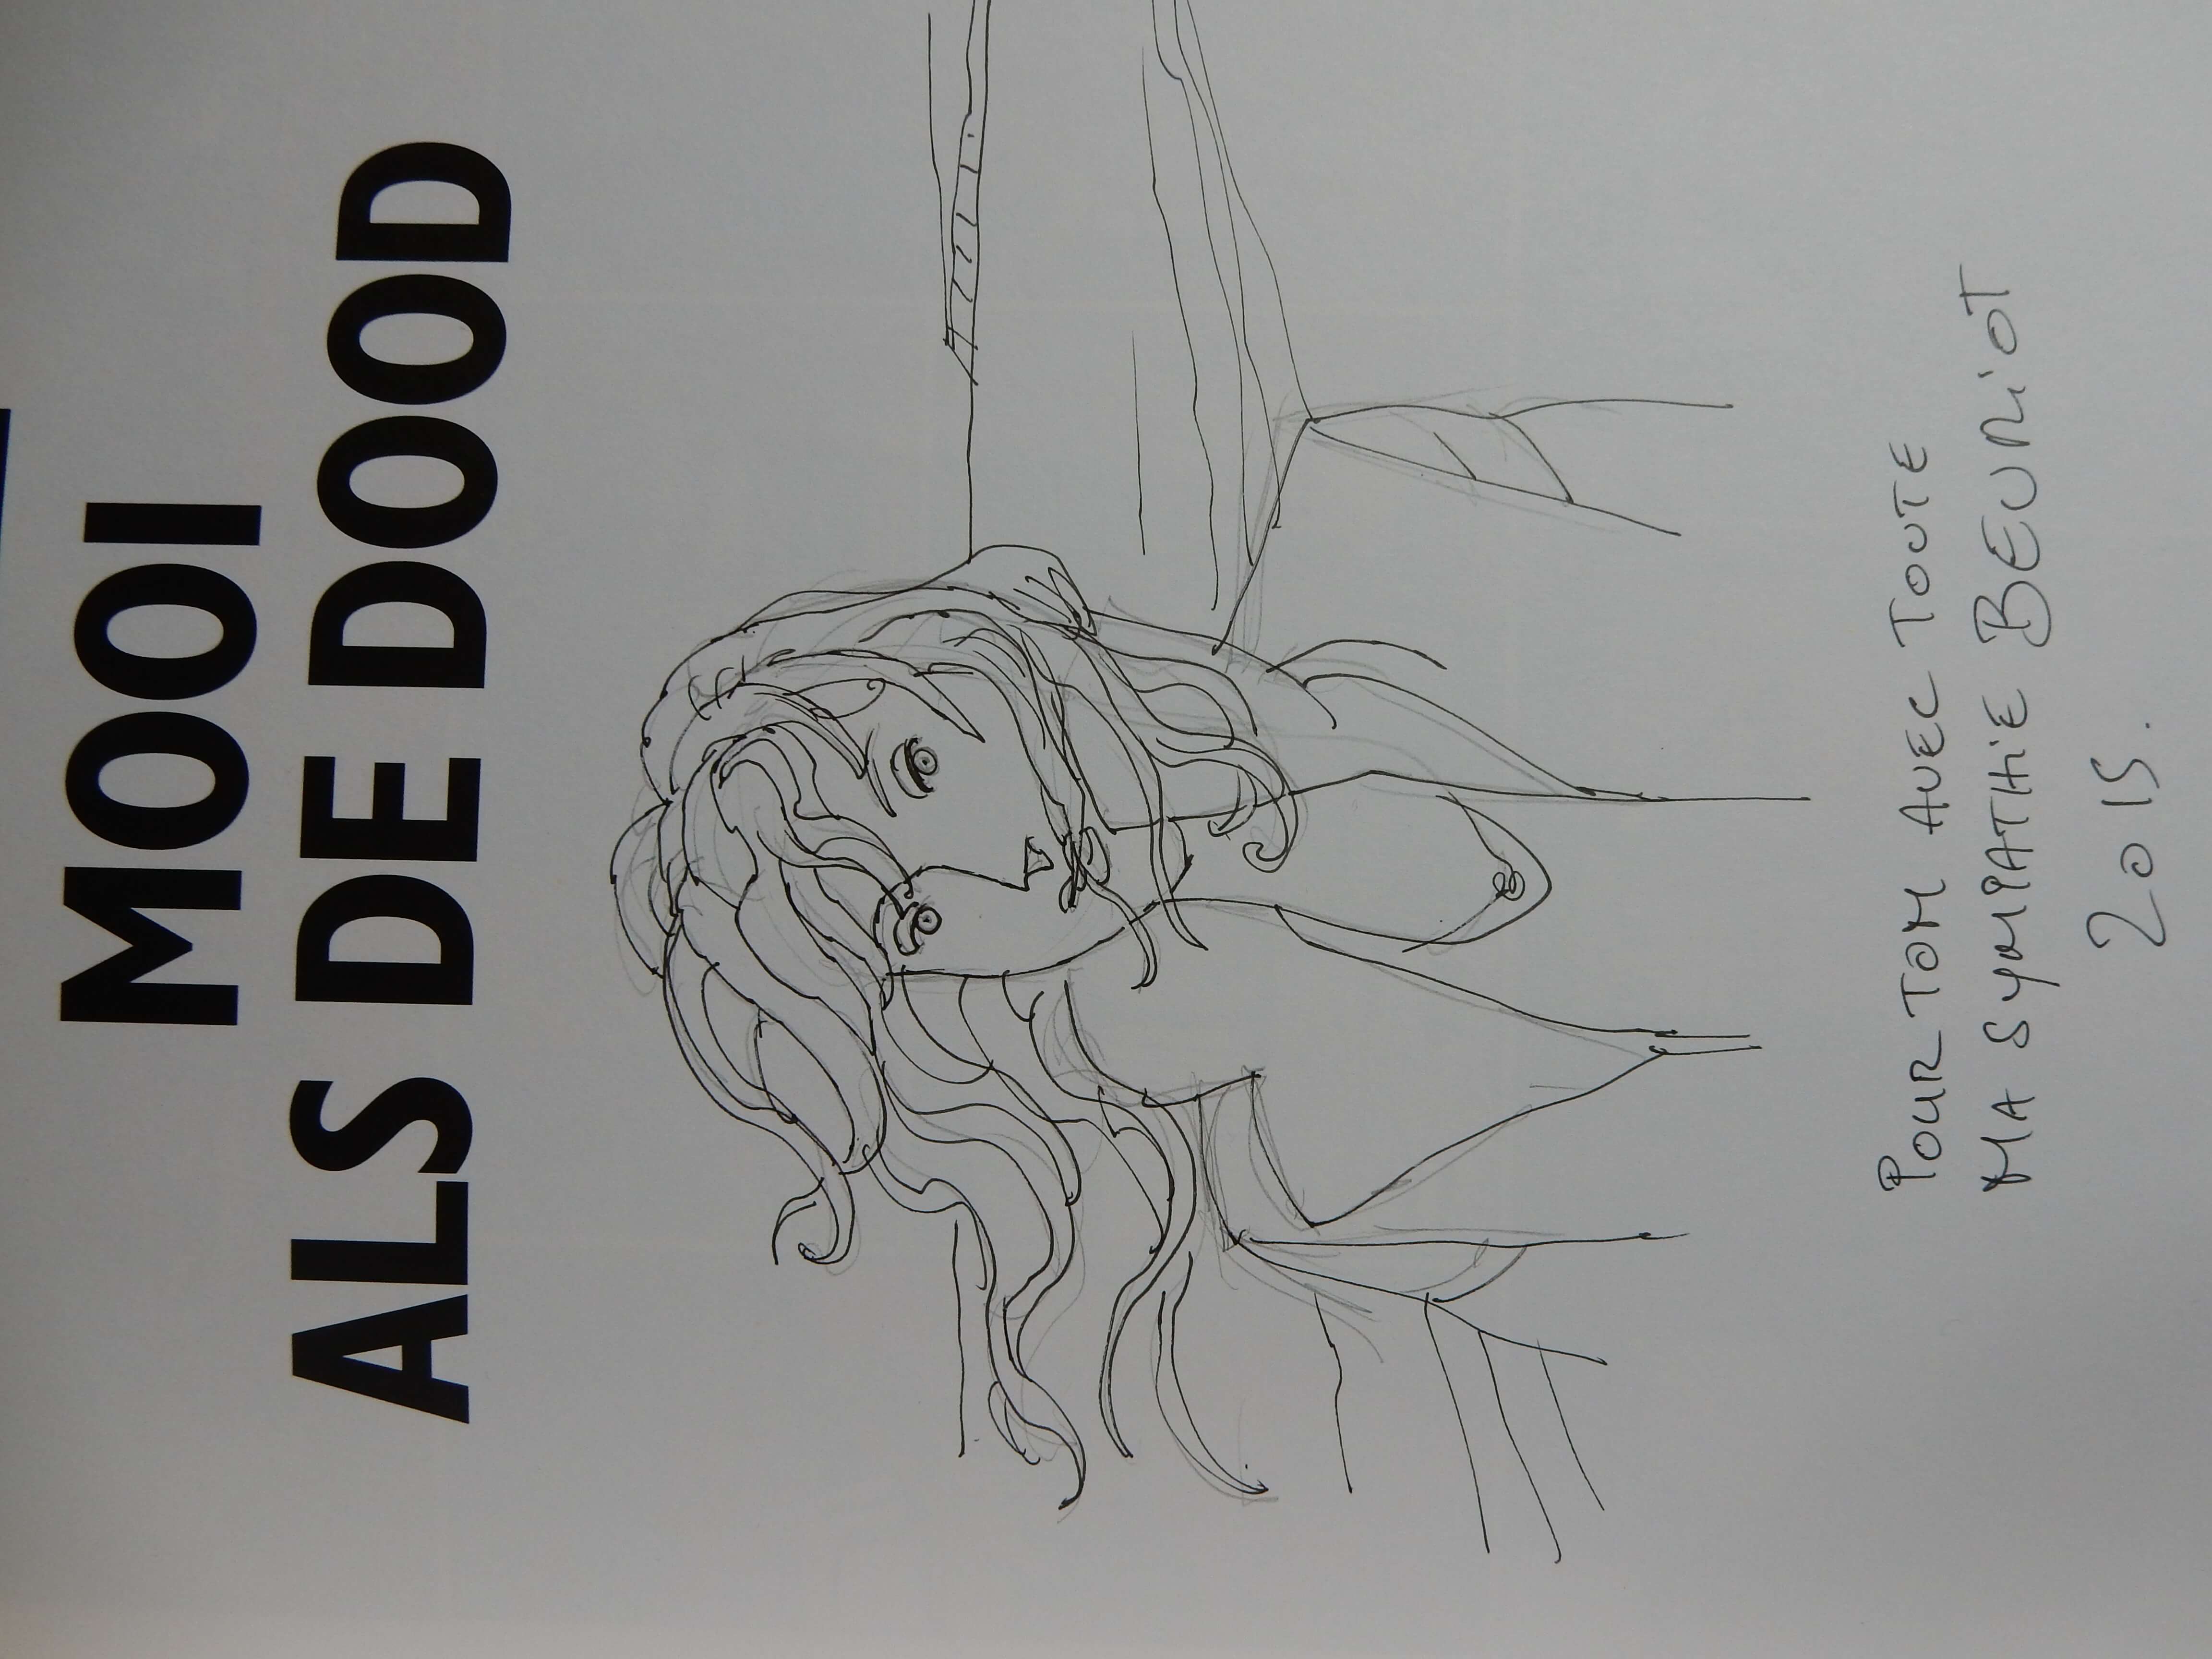 MOOI
ALS DE DOOD
POUR TOM AVEC TOUTE
MA SYMPATHiE BEURiOT
2015.